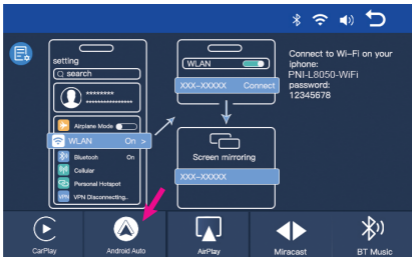 setting
search
********
****************
Airplane Mode
WLAN On >
Bluetooh On
Cellular
Personal Hotspot
VPN VPN Disconnecting.
WLAN
XXX-XXXXX Connect
Screen mirroring
XXX-XXXXX
Connect to Wi-Fi on your
iphone:
PNI-L8050-WiFi
password:
12345678
CarPlay
Android Auto
AirPlay
Miracast
BT Music